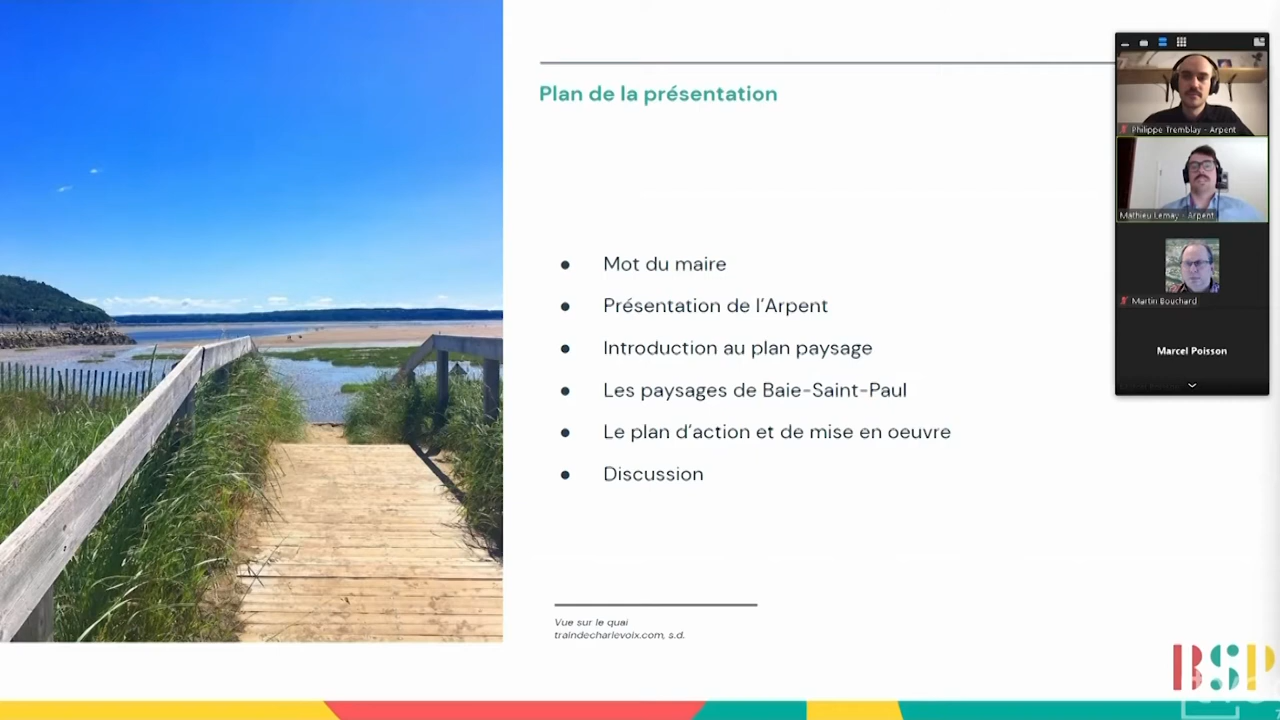 Plan de la présentation
● Mot du maire
● Présentation de l'Arpent
● Introduction au plan paysage
● Les paysages de Baie-Saint-Paul
● Le plan d'action et de mise en oeuvre
● Discussion
Vue sur le quai
traindecharlevoix.com, s.d.
Philippe Tremblay - Arpent
Mathieu Lemay - Arpent
Martin Bouchard
Marcel Poisson
BSP